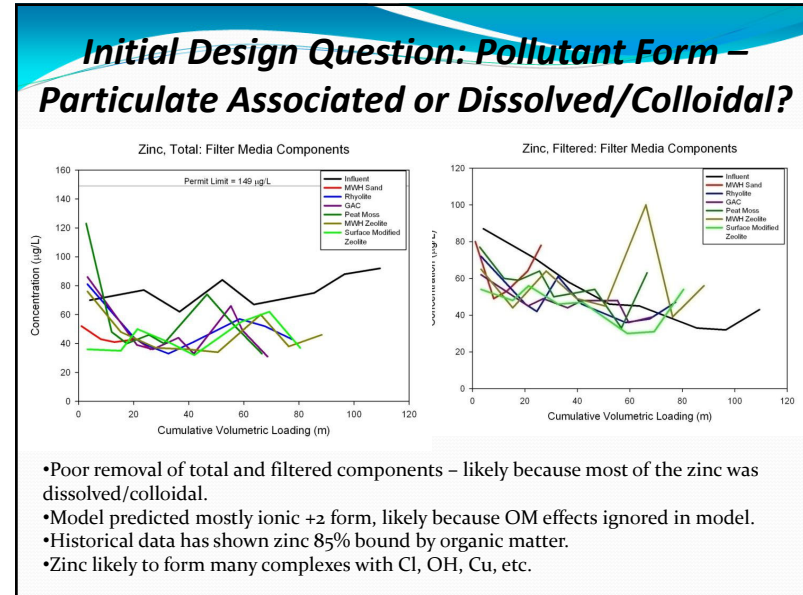 Initial Design Question: Pollutant Form –
Particulate Associated or Dissolved/Colloidal?
Zinc, Total: Filter Media Components
Permit Limit = 149 µg/L
Influent
MWH Sand
Rhyolite
GAC
Peat Moss
MWH Zeolite
Surface Modified
Zeolite
Concentration (µg/L)
160
140
120
100
80
60
40
20
0
0 20 40 60 80 100 120
Cumulative Volumetric Loading (m)
Zinc, Filtered: Filter Media Components
Influent
MWH Sand
Rhyolite
GAC
Peat Moss
MWH Zeolite
Surface Modified
Zeolite
Concentration (µg/L)
120
100
80
60
40
20
0
0 20 40 60 80 100 120
Cumulative Volumetric Loading (m)
•Poor removal of total and filtered components – likely because most of the zinc was
dissolved/colloidal.
•Model predicted mostly ionic +2 form, likely because OM effects ignored in model.
•Historical data has shown zinc 85% bound by organic matter.
•Zinc likely to form many complexes with Cl, OH, Cu, etc.